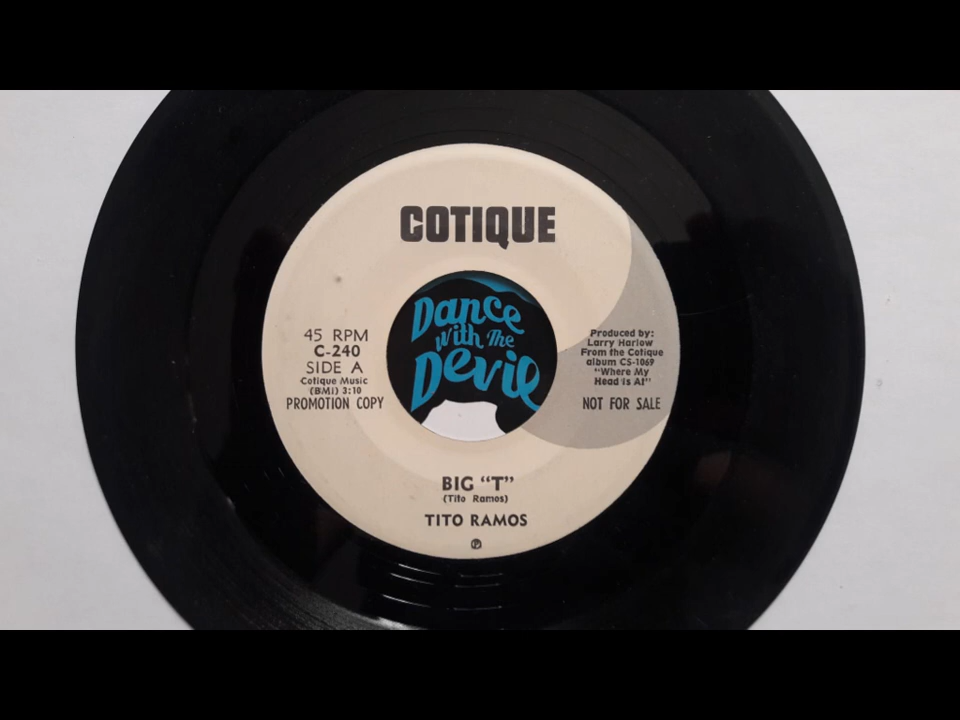 COTIQUE
Dance
with The
Devil
45 RPM
C-240
SIDE A
Cotique Music
(BMI) 3:10
PROMOTION COPY
Produced by:
Larry Harlow
From the Cotique
album CS-1069
"Where My
Head Is At"
NOT FOR SALE
BIG “T”
(Tito Ramos)
TITO RAMOS
℗